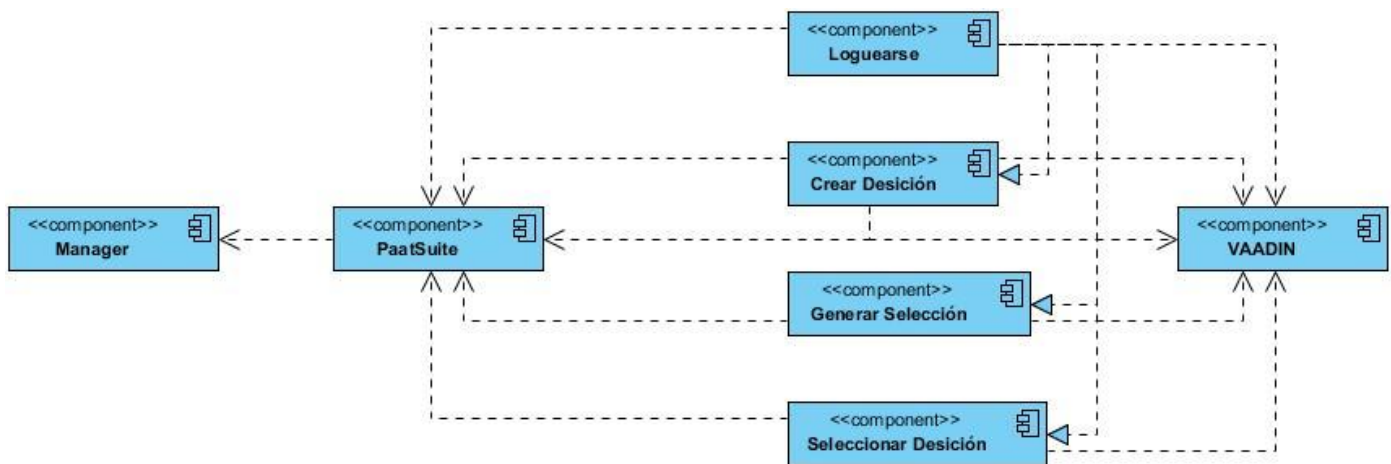 <<component>>
Loguearse
<<component>>
Crear Desición
<<component>>
Manager
<<component>>
PaatSuite
<<component>>
VAADIN
<<component>>
Generar Selección
<<component>>
Seleccionar Desición